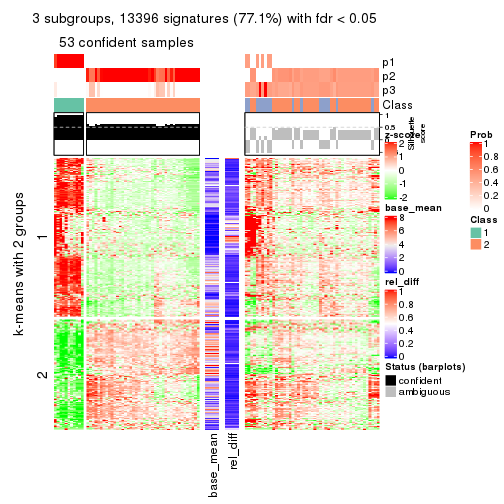 3 subgroups, 13396 signatures (77.1%) with fdr < 0.05
53 confident samples
p1
p2
p3
Class
1
0.5
0
Silhouette
score
k-means with 2 groups
1
2
base_mean
rel_diff
z-score
2
1
0
-1
-2
base_mean
8
6
4
2
0
rel_diff
1
0.8
0.6
0.4
0.2
0
Status (barplots)
confident
ambiguous
Prob
1
0.8
0.6
0.4
0.2
0
Class
1
2